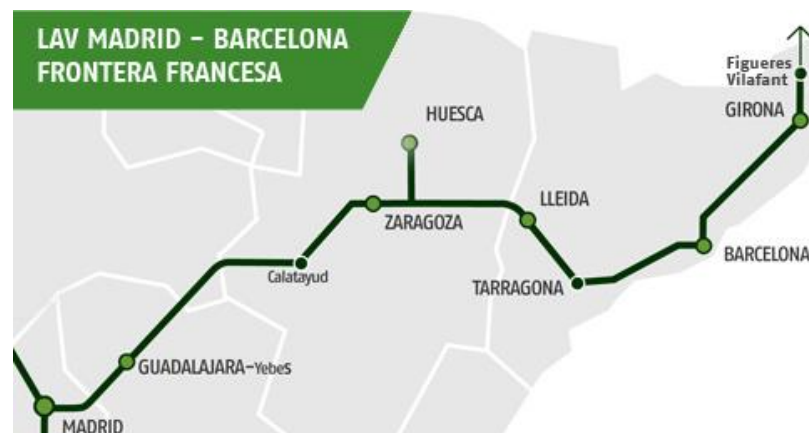 LAV MADRID – BARCELONA
FRONTERA FRANCESA
Figueres
Vilafant
GIRONA
HUESCA
LLEIDA
ZARAGOZA
BARCELONA
Calatayud
TARRAGONA
GUADALAJARA–Yebes
MADRID